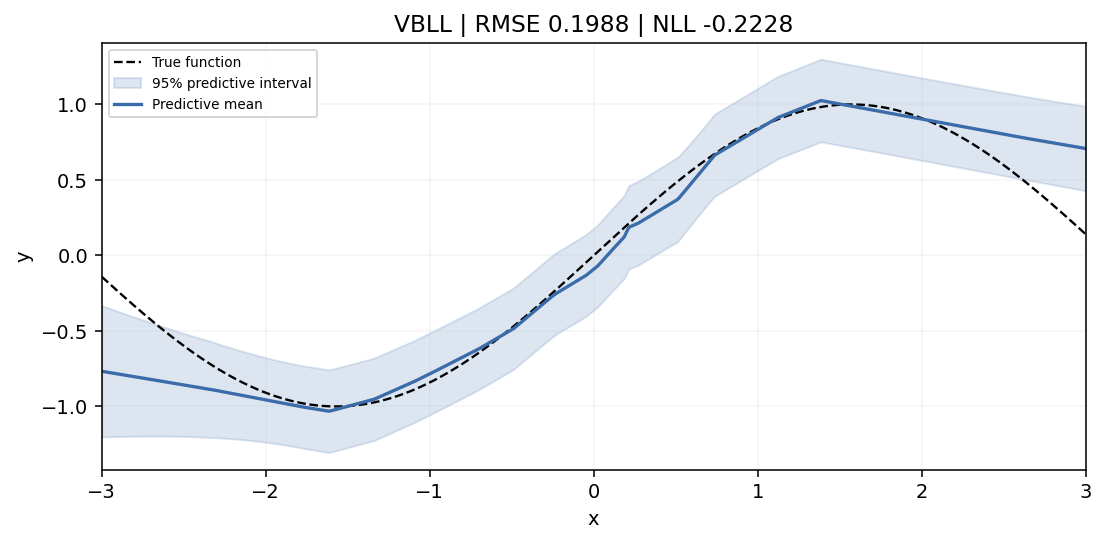 VBLL | RMSE 0.1988 | NLL -0.2228
True function
95% predictive interval
Predictive mean
y
1.0
0.5
0.0
−0.5
−1.0
−3 −2 −1 0 1 2 3
x